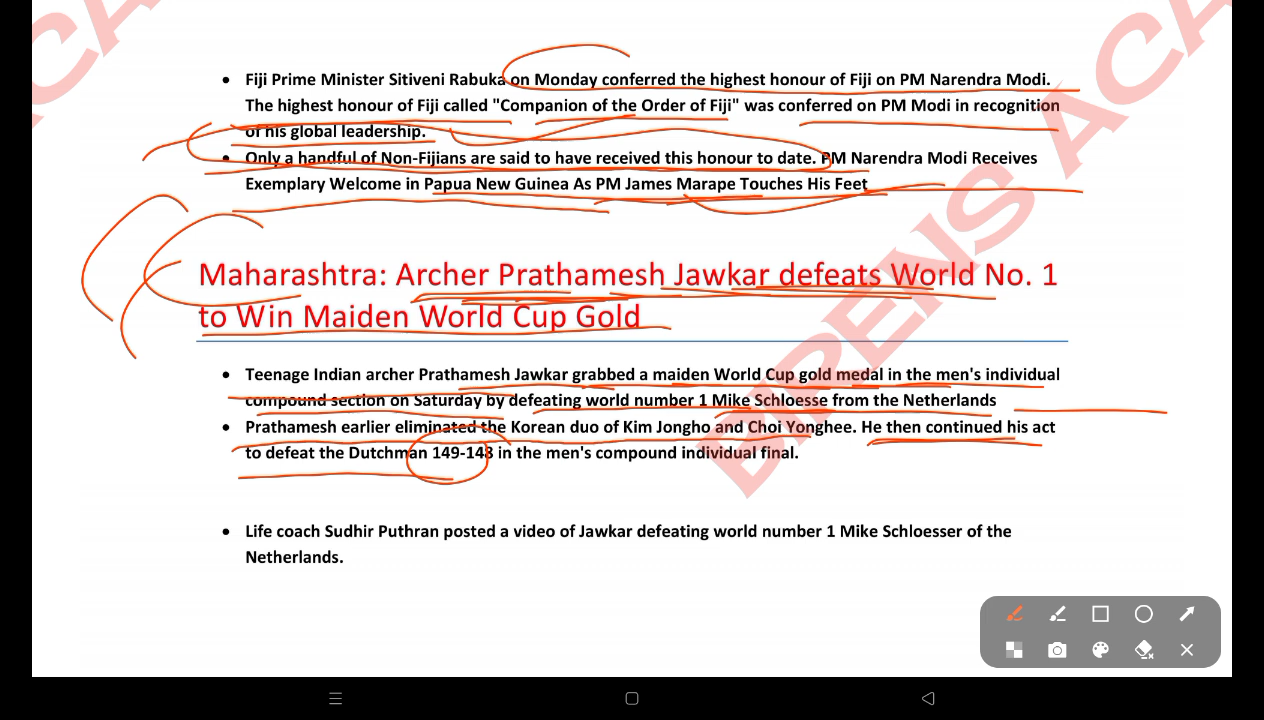 Fiji Prime Minister Sitiveni Rabuka on Monday conferred the highest honour of Fiji on PM Narendra Modi.
The highest honour of Fiji called "Companion of the Order of Fiji" was conferred on PM Modi in recognition
of his global leadership.
Only a handful of Non-Fijians are said to have received this honour to date. PM Narendra Modi Receives
Exemplary Welcome in Papua New Guinea As PM James Marape Touches His Feet
Maharashtra: Archer Prathamesh Jawkar defeats World No. 1
to Win Maiden World Cup Gold
Teenage Indian archer Prathamesh Jawkar grabbed a maiden World Cup gold medal in the men's individual
compound section on Saturday by defeating world number 1 Mike Schloesse from the Netherlands
Prathamesh earlier eliminated the Korean duo of Kim Jongho and Choi Yonghee. He then continued his act
to defeat the Dutchman 149-148 in the men's compound individual final.
Life coach Sudhir Puthran posted a video of Jawkar defeating world number 1 Mike Schloesser of the
Netherlands.
BIRENS ACA